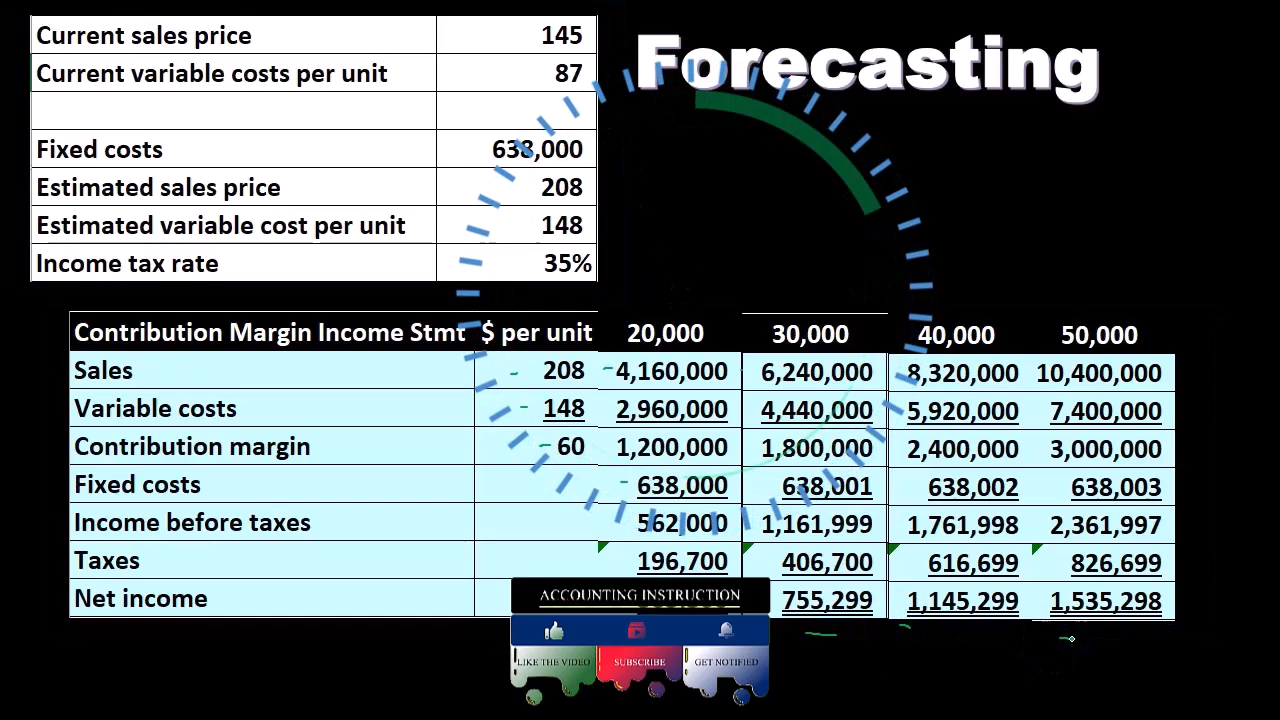 Forecasting
Current sales price 145
Current variable costs per unit 87
Fixed costs 638,000
Estimated sales price 208
Estimated variable cost per unit 148
Income tax rate 35%
Contribution Margin Income Stmt $ per unit 20,000 30,000 40,000 50,000
Sales 208 4,160,000 6,240,000 8,320,000 10,400,000
Variable costs 148 2,960,000 4,440,000 5,920,000 7,400,000
Contribution margin 60 1,200,000 1,800,000 2,400,000 3,000,000
Fixed costs 638,000 638,001 638,002 638,003
Income before taxes 562,000 1,161,999 1,761,998 2,361,997
Taxes 196,700 406,700 616,699 826,699
Net income 755,299 1,145,299 1,535,298
ACCOUNTING INSTRUCTION
LIKE THE VIDEO SUBSCRIBE GET NOTIFIED